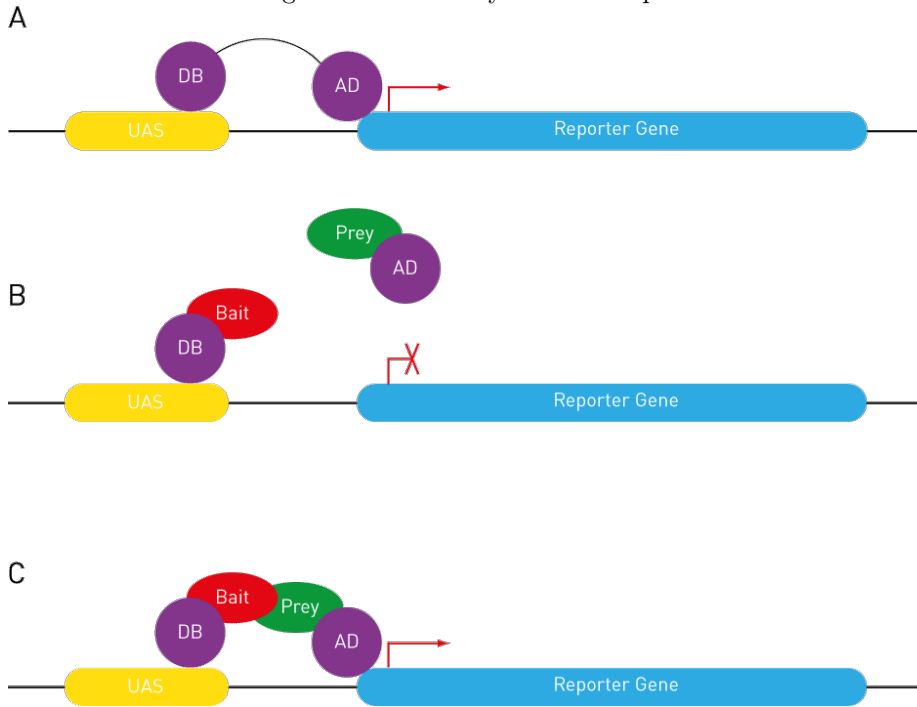 A
DB
AD
UAS
Reporter Gene
Prey
AD
B
Bait
DB
UAS
Reporter Gene
C
Bait
Prey
DB
AD
UAS
Reporter Gene